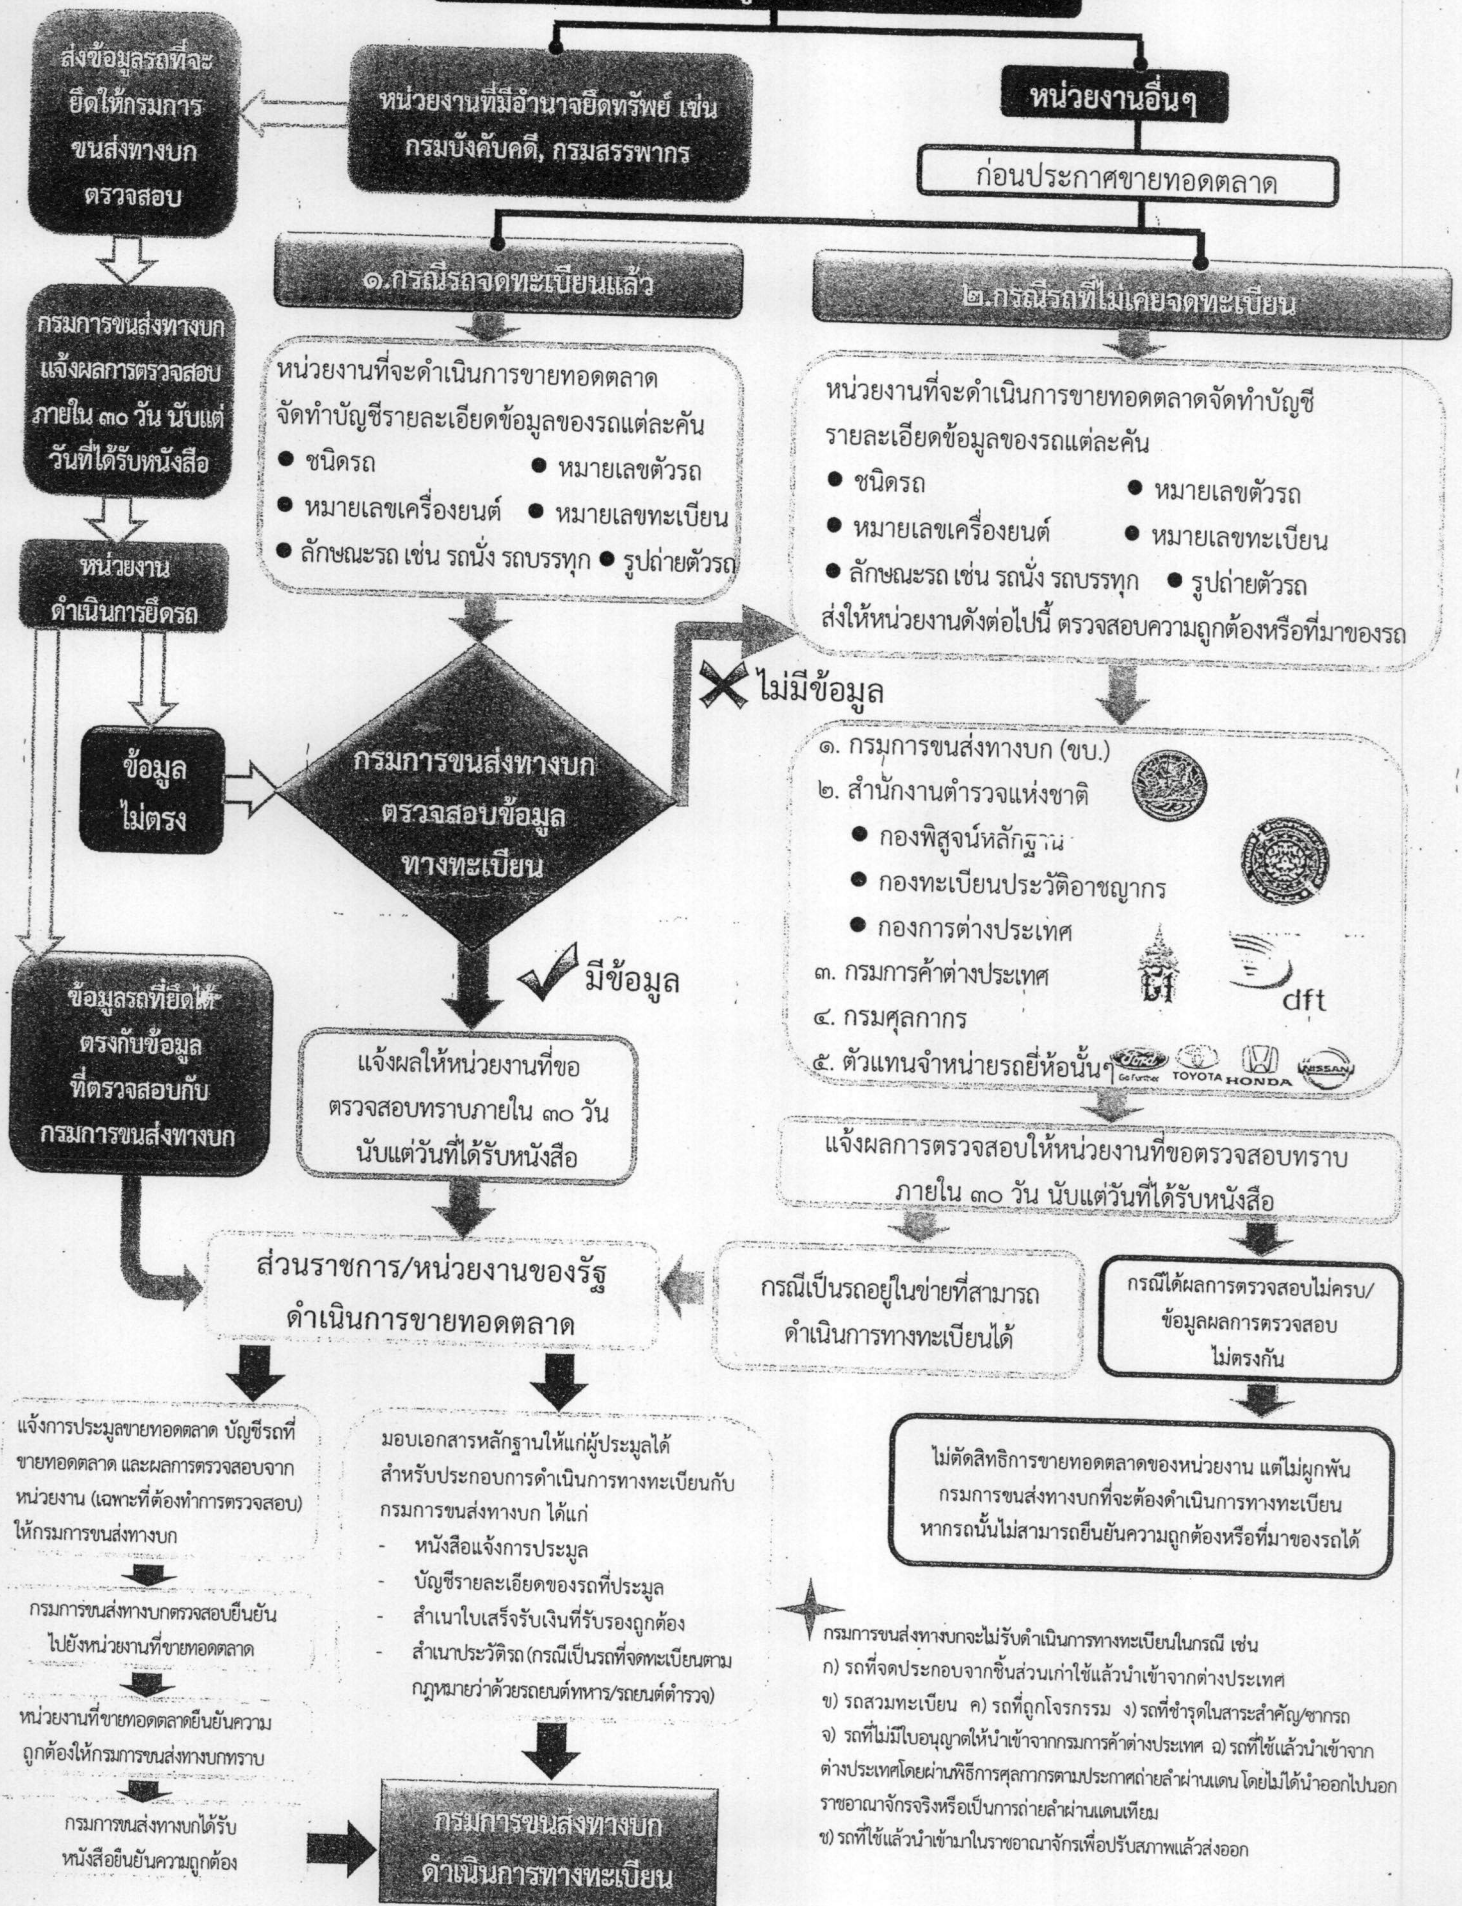 ส่งข้อมูลรถที่จะ
ยึดให้กรมการ
ขนส่งทางบก
ตรวจสอบ
หน่วยงานที่มีอำนาจยึดทรัพย์ เช่น
กรมบังคับคดี, กรมสรรพากร
หน่วยงานอื่นๆ
ก่อนประกาศขายทอดตลาด
กรมการขนส่งทางบก
แจ้งผลการตรวจสอบ
ภายใน ๓๐ วัน นับแต่
วันที่ได้รับหนังสือ
หน่วยงาน
ดำเนินการยึดรถ
ข้อมูล
ไม่ตรง
ข้อมูลรถที่ยึดได้
ตรงกับข้อมูล
ที่ตรวจสอบกับ
กรมการขนส่งทางบก
๑.กรณีรถจดทะเบียนแล้ว
หน่วยงานที่จะดำเนินการขายทอดตลาด
จัดทำบัญชีรายละเอียดข้อมูลของรถแต่ละคัน
● ชนิดรถ ● หมายเลขตัวรถ
● หมายเลขเครื่องยนต์ ● หมายเลขทะเบียน
● ลักษณะรถ เช่น รถนั่ง รถบรรทุก ● รูปถ่ายตัวรถ
กรมการขนส่งทางบก
ตรวจสอบข้อมูล
ทางทะเบียน
ไม่มีข้อมูล
มีข้อมูล
แจ้งผลให้หน่วยงานที่ขอ
ตรวจสอบทราบภายใน ๓๐ วัน
นับแต่วันที่ได้รับหนังสือ
๒.กรณีรถที่ไม่เคยจดทะเบียน
หน่วยงานที่จะดำเนินการขายทอดตลาดจัดทำบัญชี
รายละเอียดข้อมูลของรถแต่ละคัน
● ชนิดรถ ● หมายเลขตัวรถ
● หมายเลขเครื่องยนต์ ● หมายเลขทะเบียน
● ลักษณะรถ เช่น รถนั่ง รถบรรทุก ● รูปถ่ายตัวรถ
ส่งให้หน่วยงานดังต่อไปนี้ ตรวจสอบความถูกต้องหรือที่มาของรถ
๑. กรมการขนส่งทางบก (ขบ.)
๒. สำนักงานตำรวจแห่งชาติ
● กองพิสูจน์หลักฐาน
● กองทะเบียนประวัติอาชญากร
● กองการต่างประเทศ
๓. กรมการค้าต่างประเทศ
dft
๔. กรมศุลกากร
๕. ตัวแทนจำหน่ายรถยี่ห้อนั้นๆ
Ford Go Further TOYOTA HONDA NISSAN
แจ้งผลการตรวจสอบให้หน่วยงานที่ขอตรวจสอบทราบ
ภายใน ๓๐ วัน นับแต่วันที่ได้รับหนังสือ
ส่วนราชการ/หน่วยงานของรัฐ
ดำเนินการขายทอดตลาด
กรณีเป็นรถอยู่ในข่ายที่สามารถ
ดำเนินการทางทะเบียนได้
กรณีได้ผลการตรวจสอบไม่ครบ/
ข้อมูลผลการตรวจสอบ
ไม่ตรงกัน
ไม่ตัดสิทธิการขายทอดตลาดของหน่วยงาน แต่ไม่ผูกพัน
กรมการขนส่งทางบกที่จะต้องดำเนินการทางทะเบียน
หากรถนั้นไม่สามารถยืนยันความถูกต้องหรือที่มาของรถได้
แจ้งการประมูลขายทอดตลาด บัญชีรถที่
ขายทอดตลาด และผลการตรวจสอบจาก
หน่วยงาน (เฉพาะที่ต้องทำการตรวจสอบ)
ให้กรมการขนส่งทางบก
กรมการขนส่งทางบกตรวจสอบยืนยัน
ไปยังหน่วยงานที่ขายทอดตลาด
หน่วยงานที่ขายทอดตลาดยืนยันความ
ถูกต้องให้กรมการขนส่งทางบกทราบ
กรมการขนส่งทางบกได้รับ
หนังสือยืนยันความถูกต้อง
มอบเอกสารหลักฐานให้แก่ผู้ประมูลได้
สำหรับประกอบการดำเนินการทางทะเบียนกับ
กรมการขนส่งทางบก ได้แก่
- หนังสือแจ้งการประมูล
- บัญชีรายละเอียดของรถที่ประมูล
- สำเนาใบเสร็จรับเงินที่รับรองถูกต้อง
- สำเนาประวัติรถ (กรณีเป็นรถที่จดทะเบียนตาม
กฎหมายว่าด้วยรถยนต์ทหาร/รถยนต์ตำรวจ)
กรมการขนส่งทางบก
ดำเนินการทางทะเบียน
กรมการขนส่งทางบกจะไม่รับดำเนินการทางทะเบียนในกรณี เช่น
ก) รถที่จดประกอบจากชิ้นส่วนเก่าใช้แล้วนำเข้าจากต่างประเทศ
ข) รถสวมทะเบียน ค) รถที่ถูกโจรกรรม ง) รถที่ชำรุดในสาระสำคัญ/ซากรถ
จ) รถที่ไม่มีใบอนุญาตให้นำเข้าจากกรมการค้าต่างประเทศ ฉ) รถที่ใช้แล้วนำเข้าจาก
ต่างประเทศโดยผ่านพิธีการศุลกากรตามประกาศถ่ายลำผ่านแดน โดยไม่ได้นำออกไปนอก
ราชอาณาจักรจริงหรือเป็นการถ่ายลำผ่านแดนเทียม
ช) รถที่ใช้แล้วนำเข้ามาในราชอาณาจักรเพื่อปรับสภาพแล้วส่งออก